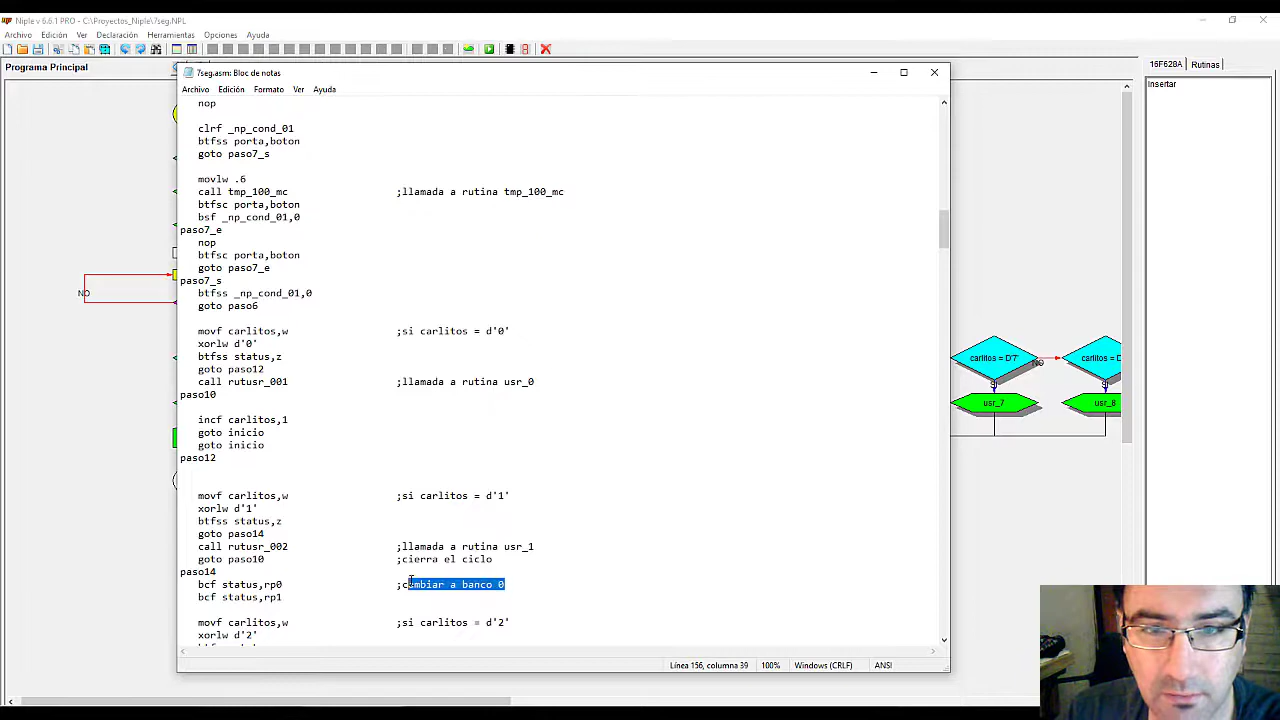 Niple v 6.6.1 PRO - C:\Proyectos_Niple\7seg.NPL
Archivo Edición Ver Declaración Herramientas Opciones Ayuda
Programa Principal
16F628A Rutinas
Insertar
7seg.asm: Bloc de notas
Archivo Edición Formato Ver Ayuda
nop
clrf _np_cond_01
btfss porta,boton
goto paso7_s
movlw .6
call tmp_100_mc ;llamada a rutina tmp_100_mc
btfsc porta,boton
bsf _np_cond_01,0
paso7_e
nop
btfsc porta,boton
goto paso7_e
paso7_s
btfss _np_cond_01,0
goto paso6
movf carlitos,w ;si carlitos = d'0'
xorlw d'0'
btfss status,z
goto paso12
call rutusr_001 ;llamada a rutina usr_0
paso10
incf carlitos,1
goto inicio
goto inicio
paso12
movf carlitos,w ;si carlitos = d'1'
xorlw d'1'
btfss status,z
goto paso14
call rutusr_002 ;llamada a rutina usr_1
goto paso10 ;cierra el ciclo
paso14
bcf status,rp0 ;cambiar a banco 0
bcf status,rp1
movf carlitos,w ;si carlitos = d'2'
xorlw d'2'
Línea 156, columna 39 100% Windows (CRLF) ANSI
NO
carlitos = D'7'
NO
carlitos = D
SI
SI
usr_7
usr_8